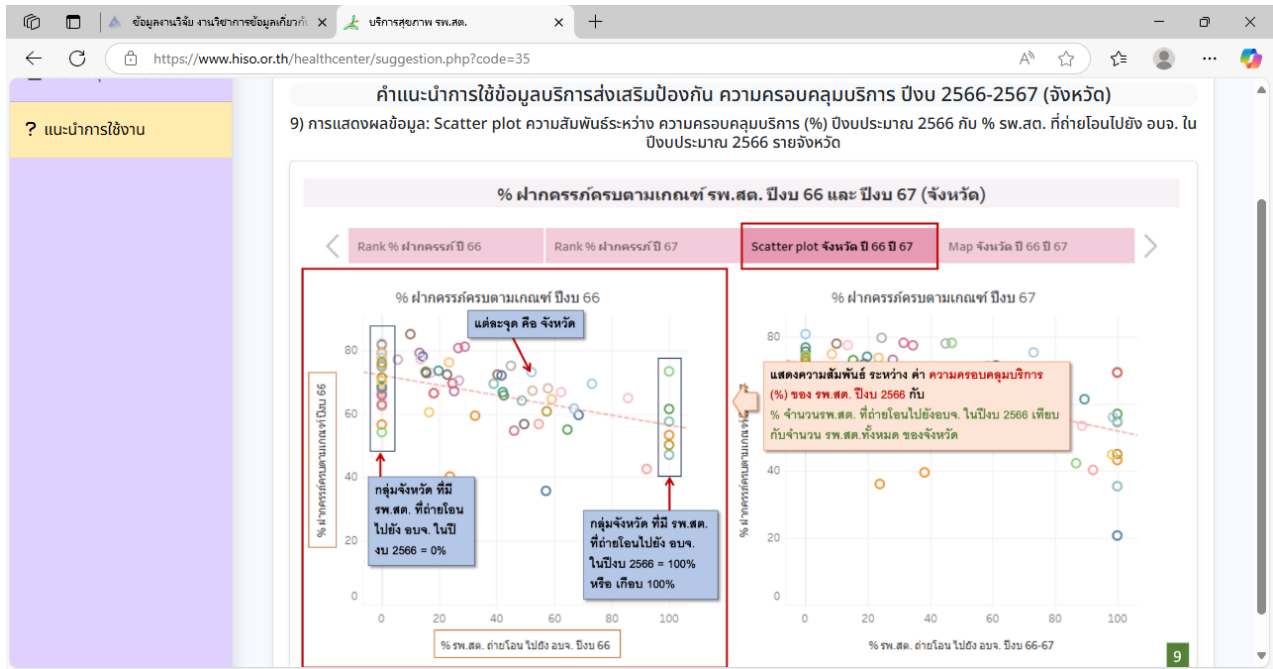 ข้อมูลงานวิจัย งานวิชาการข้อมูลเกี่ยวกั
บริการสุขภาพ รพ.สต.
https://www.hiso.or.th/healthcenter/suggestion.php?code=35
? แนะนำการใช้งาน
คำแนะนำการใช้ข้อมูลบริการส่งเสริมป้องกัน ความครอบคลุมบริการ ปีงบ 2566-2567 (จังหวัด)
9) การแสดงผลข้อมูล: Scatter plot ความสัมพันธ์ระหว่าง ความครอบคลุมบริการ (%) ปีงบประมาณ 2566 กับ % รพ.สต. ที่ถ่ายโอนไปยัง อบจ. ใน
ปีงบประมาณ 2566 รายจังหวัด
% ฝากครรภ์ครบตามเกณฑ์ รพ.สต. ปีงบ 66 และ ปีงบ 67 (จังหวัด)
Rank % ฝากครรภ์ ปี 66
Rank % ฝากครรภ์ ปี 67
Scatter plot จังหวัด ปี 66 ปี 67
Map จังหวัด ปี 66 ปี 67
% ฝากครรภ์ครบตามเกณฑ์ ปีงบ 66
แต่ละจุด คือ จังหวัด
80
60
40
20
0
% ฝากครรภ์ครบตามเกณฑ์ ปีงบ 66
กลุ่มจังหวัด ที่มี
รพ.สต. ที่ถ่ายโอน
ไปยัง อบจ. ในปี
งบ 2566 = 0%
กลุ่มจังหวัด ที่มี รพ.สต.
ที่ถ่ายโอนไปยัง อบจ.
ในปีงบ 2566 = 100%
หรือ เกือบ 100%
0 20 40 60 80 100
% รพ.สต. ถ่ายโอน ไปยัง อบจ. ปีงบ 66
% ฝากครรภ์ครบตามเกณฑ์ ปีงบ 67
80
40
20
0
% ฝากครรภ์ครบตามเกณฑ์
แสดงความสัมพันธ์ ระหว่าง ค่า ความครอบคลุมบริการ
(%) ของ รพ.สต. ปีงบ 2566 กับ
% จำนวนรพ.สต. ที่ถ่ายโอนไปยังอบจ. ในปีงบ 2566 เทียบ
กับจำนวน รพ.สต.ทั้งหมด ของจังหวัด
0 20 40 60 80 100
% รพ.สต. ถ่ายโอน ไปยัง อบจ. ปีงบ 66-67
9